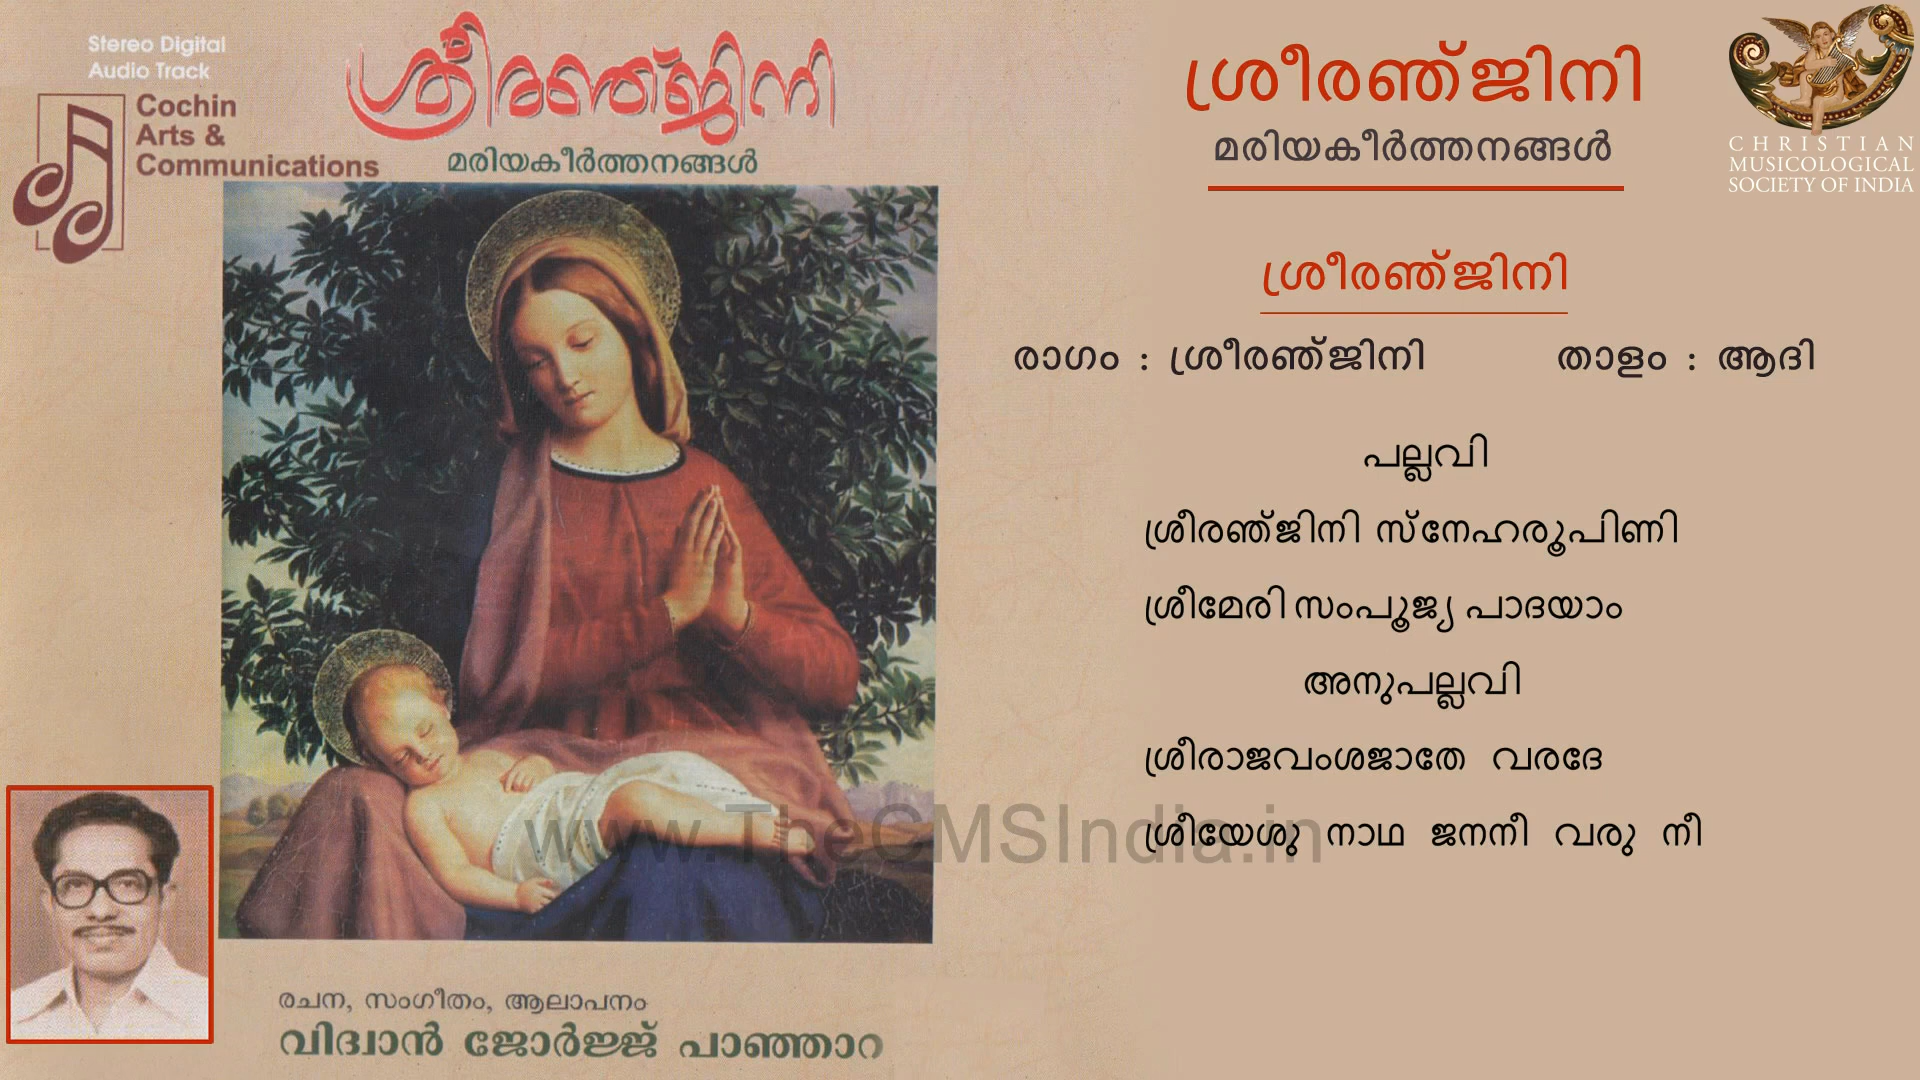 Stereo Digital
Audio Track
Cochin
Arts &
Communications
ശ്രീരഞ്ജിനി
മരിയകീർത്തനങ്ങൾ
രചന, സംഗീതം, ആലാപനം
വിദ്വാൻ ജോർജ്ജ് പാഞ്ഞാറ
ശ്രീരഞ്ജിനി
മരിയകീർത്തനങ്ങൾ
CHRISTIAN
MUSICOLOGICAL
SOCIETY OF INDIA
ശ്രീരഞ്ജിനി
രാഗം : ശ്രീരഞ്ജിനി താളം : ആദി
പല്ലവി
ശ്രീരഞ്ജിനി സ്നേഹരൂപിണി
ശ്രീമേരി സംപൂജ്യ പാദയാം
അനുപല്ലവി
ശ്രീരാജവംശജാതേ വരദേ
ശ്രീയേശു നാഥ ജനനീ വരു നീ
www.TheCMSIndia.in